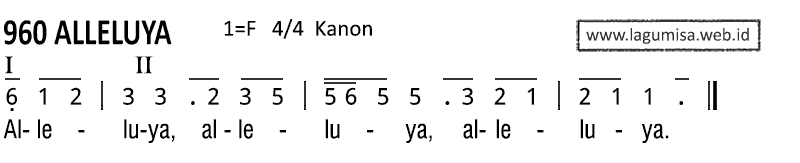 960 ALLELUYA 1=F 4/4 Kanon www.lagumisa.web.id
I II
6̣ 1 2 | 3 3 . 2 3 5 | 5 6 5 5 . 3 2 1 | 2 1 1 . ||
Al- le - lu-ya, al - le - lu - ya, al- le - lu - ya.